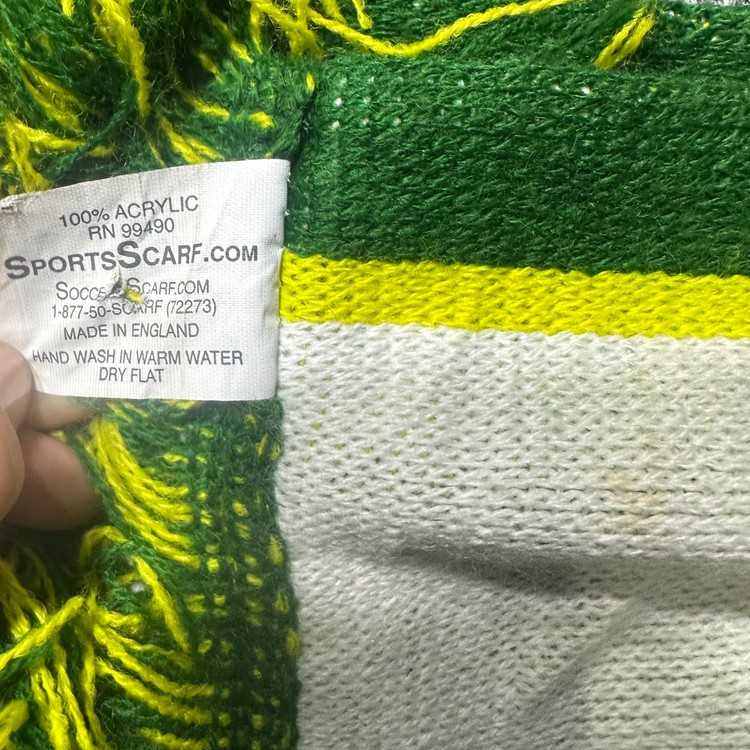 100% ACRYLIC
RN 99490
SPORTSSCARF.COM
SOCCERSCARF.COM
1-877-50-SCARF (72273)
MADE IN ENGLAND
HAND WASH IN WARM WATER
DRY FLAT